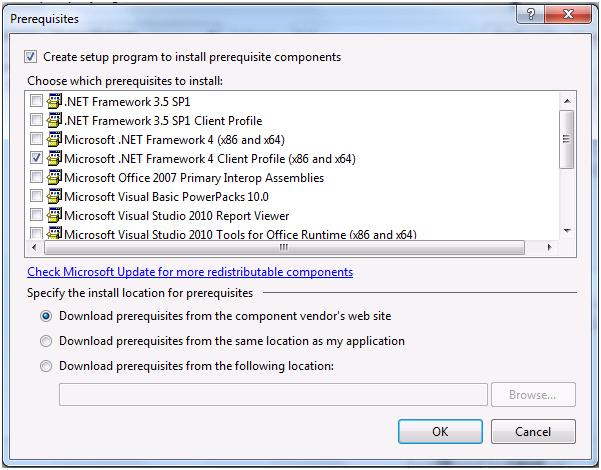 Prerequisites
?
Create setup program to install prerequisite components
Choose which prerequisites to install:
.NET Framework 3.5 SP1
.NET Framework 3.5 SP1 Client Profile
Microsoft .NET Framework 4 (x86 and x64)
Microsoft .NET Framework 4 Client Profile (x86 and x64)
Microsoft Office 2007 Primary Interop Assemblies
Microsoft Visual Basic PowerPacks 10.0
Microsoft Visual Studio 2010 Report Viewer
Microsoft Visual Studio 2010 Tools for Office Runtime (x86 and x64)
Check Microsoft Update for more redistributable components
Specify the install location for prerequisites
Download prerequisites from the component vendor's web site
Download prerequisites from the same location as my application
Download prerequisites from the following location:
Browse...
OK Cancel